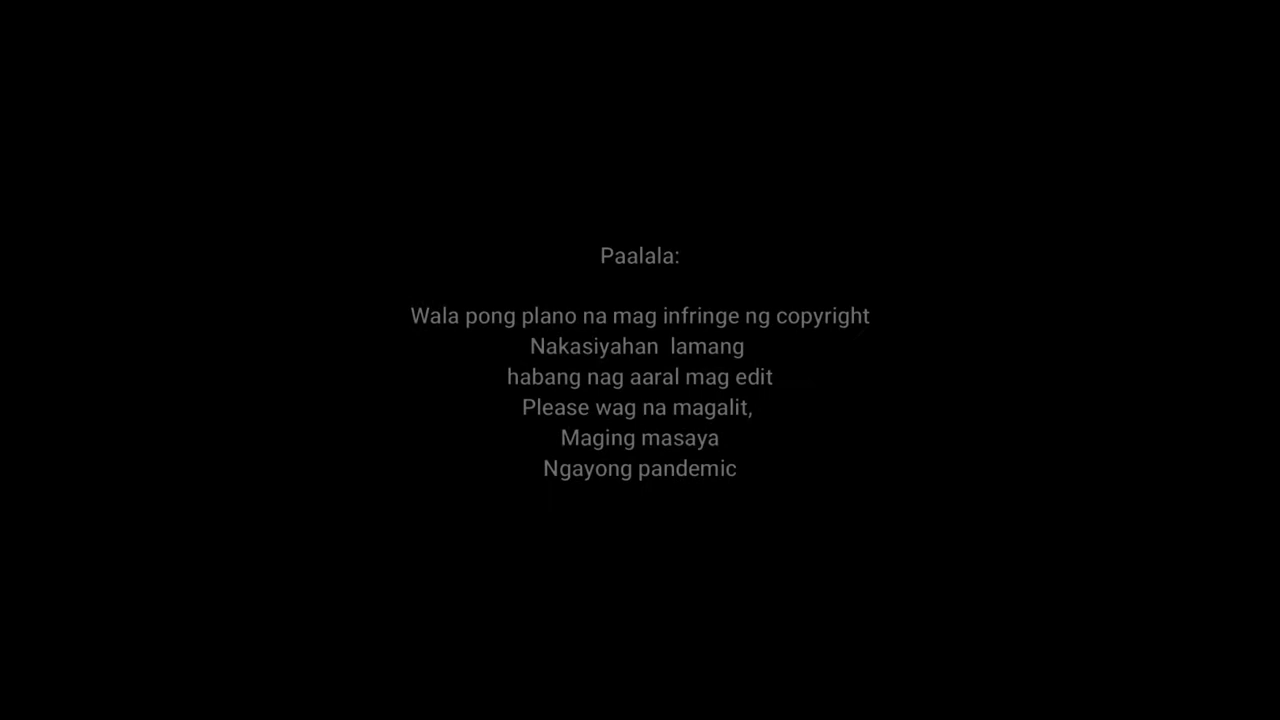 Paalala:
Wala pong plano na mag infringe ng copyright
Nakasiyahan lamang
habang nag aaral mag edit
Please wag na magalit,
Maging masaya
Ngayong pandemic